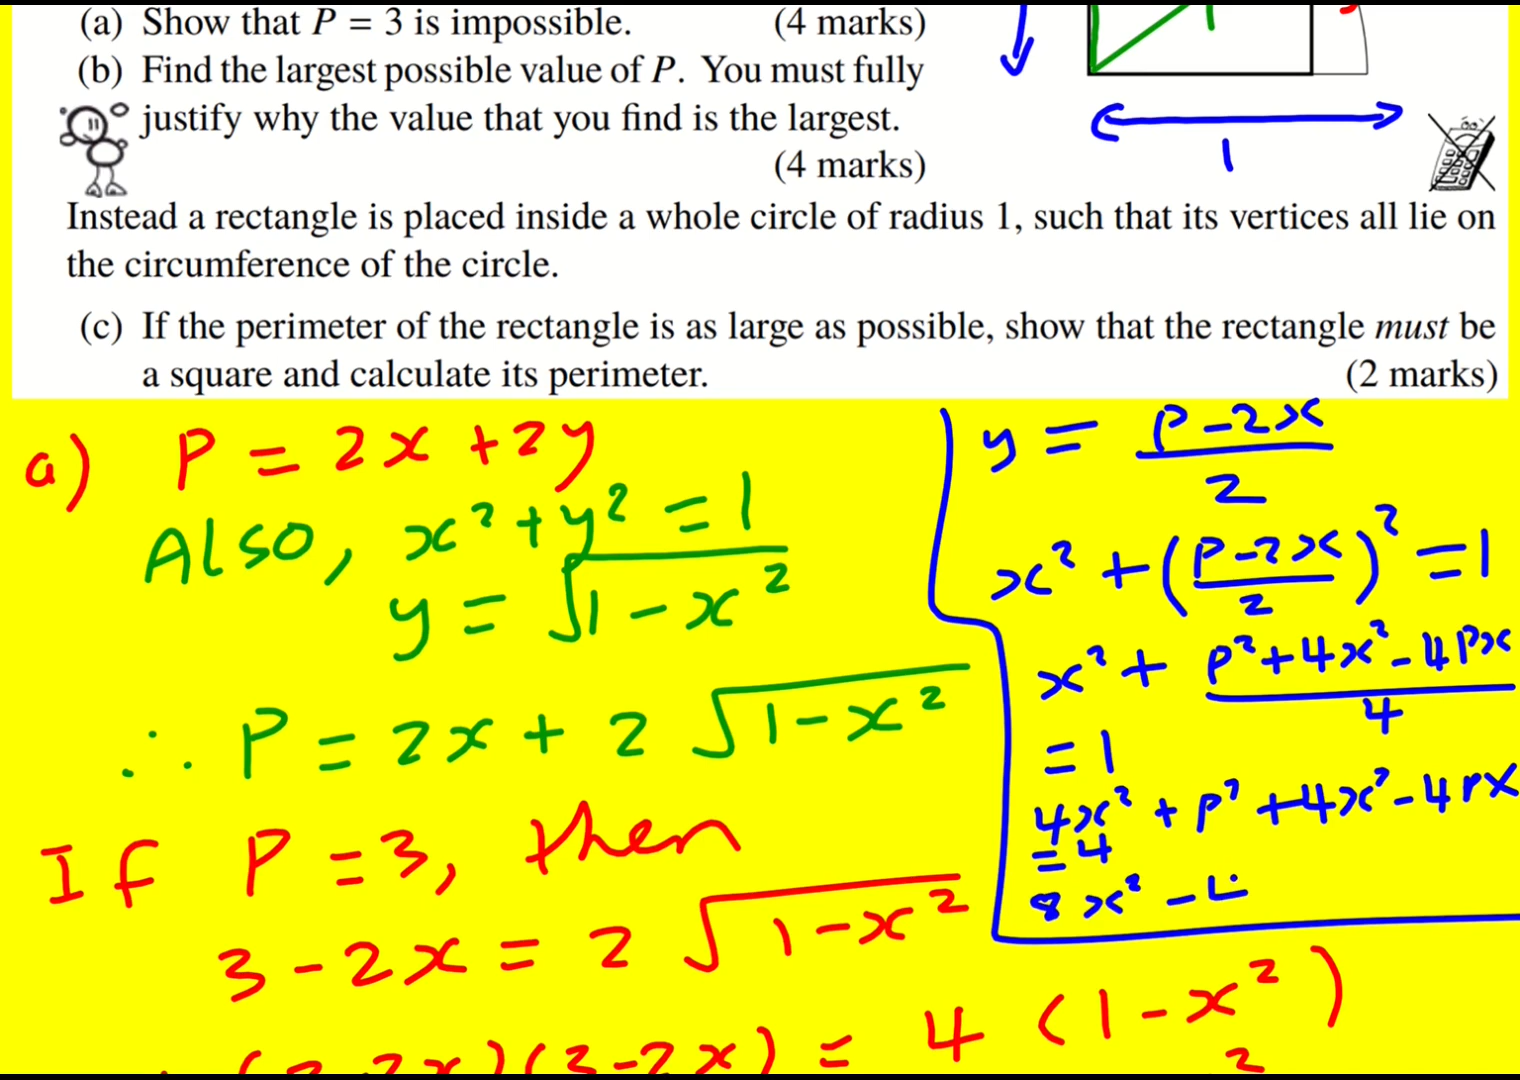 (a) Show that P = 3 is impossible. (4 marks)
(b) Find the largest possible value of P. You must fully
justify why the value that you find is the largest.
(4 marks)
1
Instead a rectangle is placed inside a whole circle of radius 1, such that its vertices all lie on
the circumference of the circle.
(c) If the perimeter of the rectangle is as large as possible, show that the rectangle must be
a square and calculate its perimeter. (2 marks)
a) P = 2x + 2y
Also, x² + y² = 1
y = √(1 - x²)
∴ P = 2x + 2√(1 - x²)
If P = 3, then
3 - 2x = 2√(1 - x²)
(3 - 2x)(3 - 2x) = 4(1 - x²)
y = (P - 2x)/2
x² + ((P - 2x)/2)² = 1
x² + (P² + 4x² - 4Px)/4
= 1
4x² + P² + 4x² - 4Px
= 4
8x² -